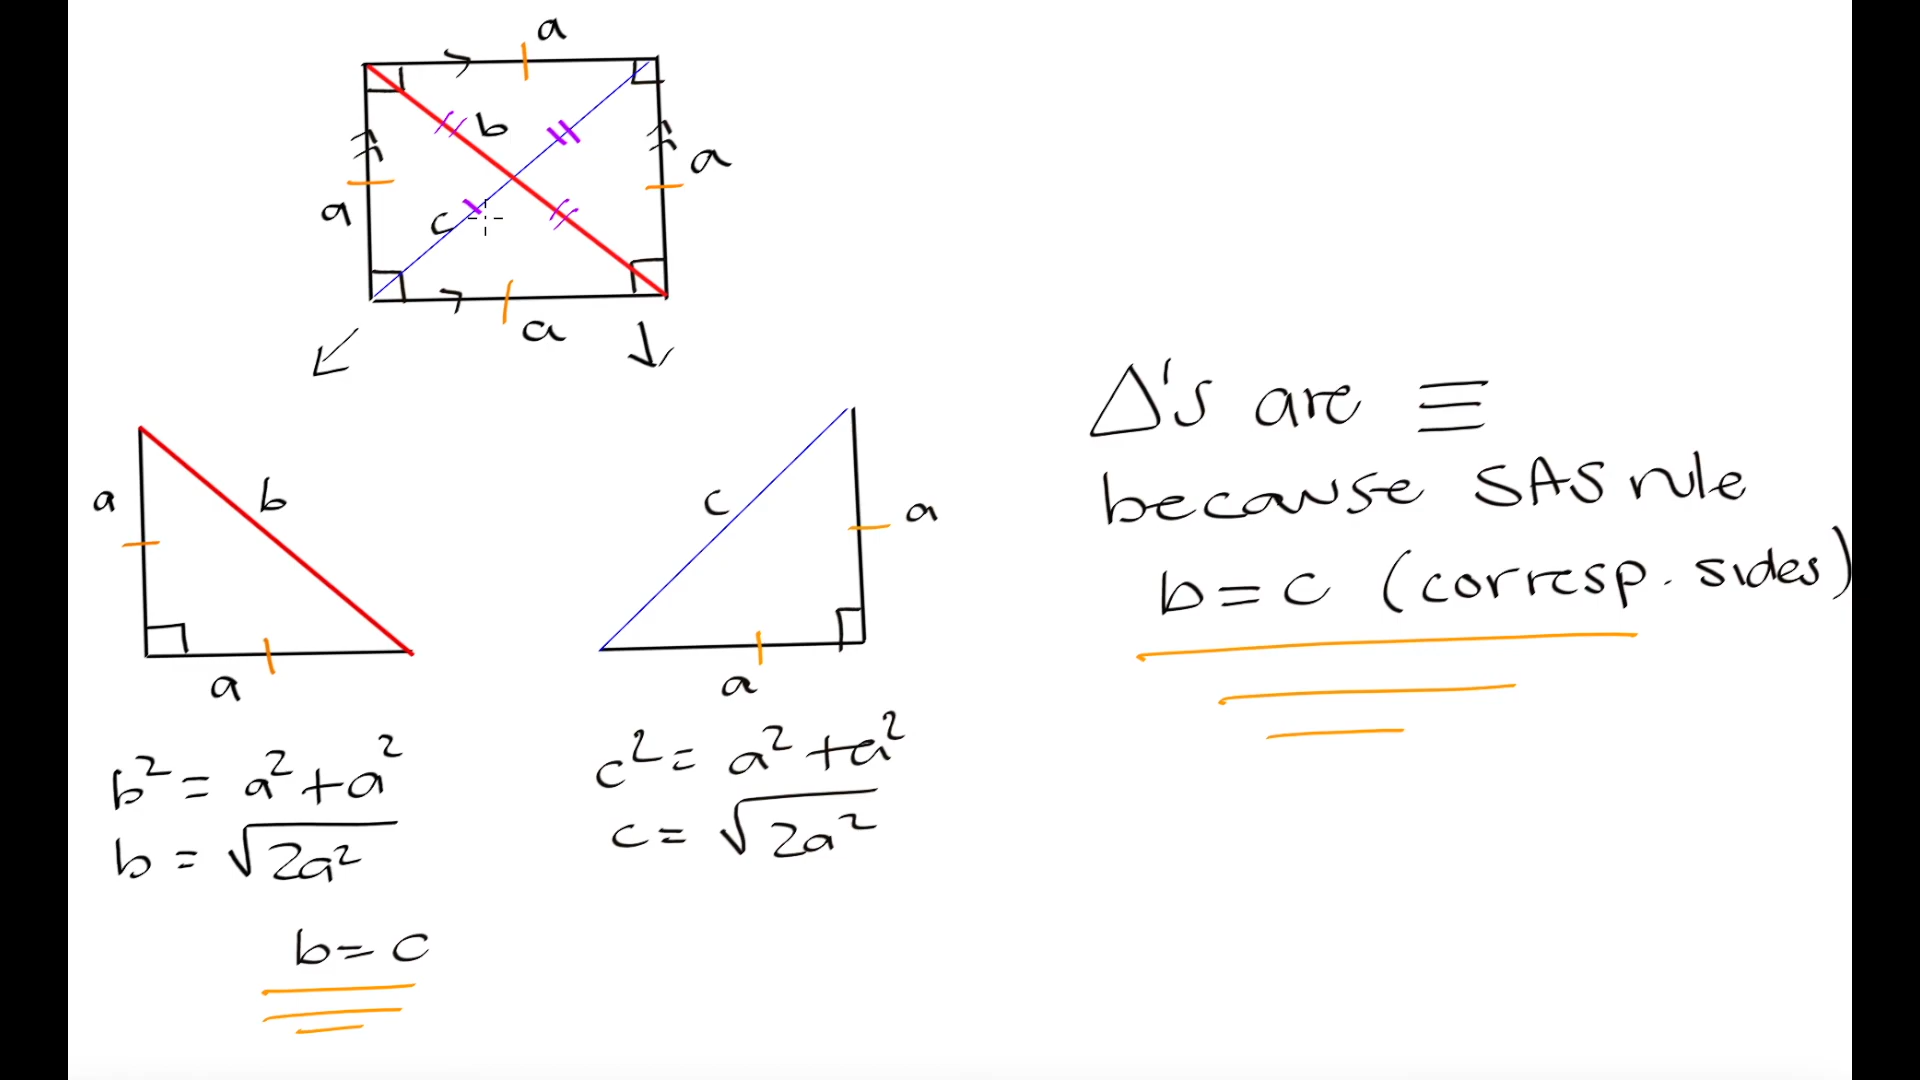 a
b
a
a
c
a
a
b
a
c
a
a
b² = a² + a²
b = √2a²
b = c
c² = a² + a²
c = √2a²
Δ's are ≡
because SAS rule
b = c (corresp. sides)